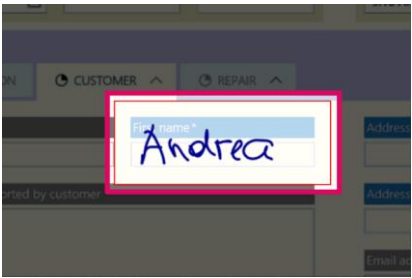 CUSTOMER
REPAIR
First name*
Andrea
Address
orted by customer
Address
Email ad